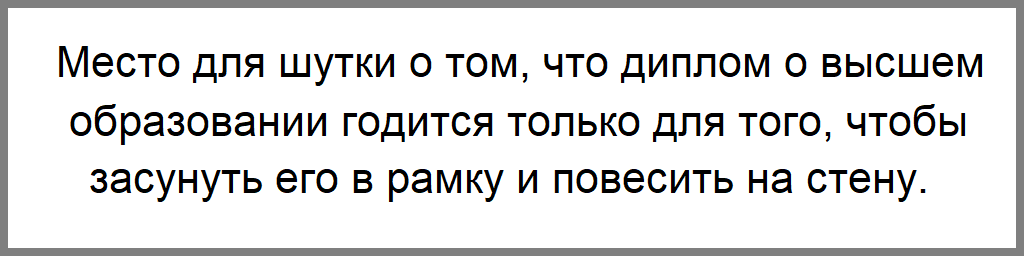 Место для шутки о том, что диплом о высшем
образовании годится только для того, чтобы
засунуть его в рамку и повесить на стену.